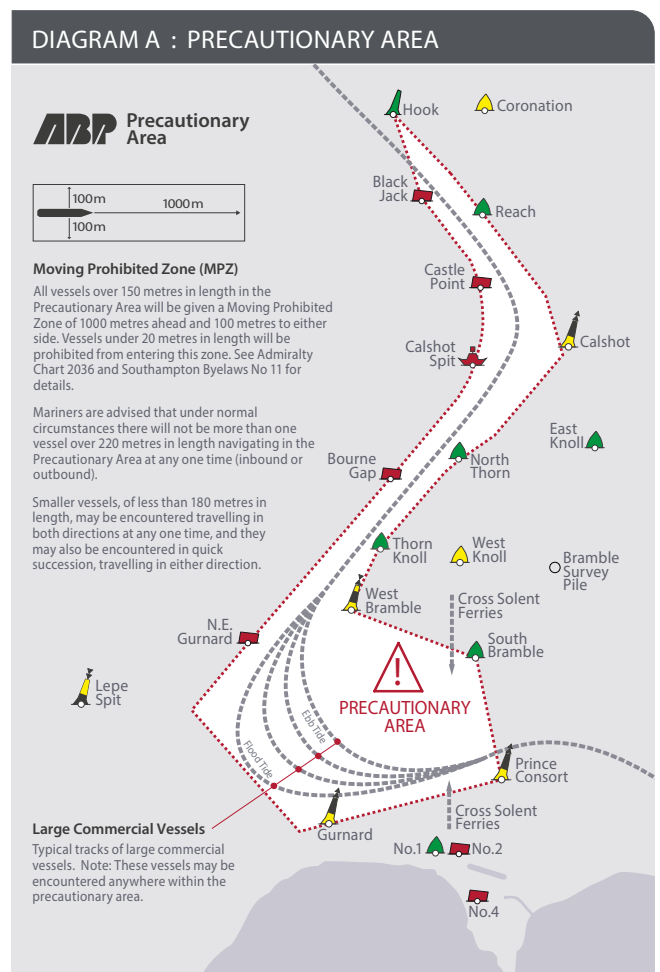 DIAGRAM A : PRECAUTIONARY AREA
ABP Precautionary
Area
100m
1000m
100m
Moving Prohibited Zone (MPZ)
All vessels over 150 metres in length in the
Precautionary Area will be given a Moving Prohibited
Zone of 1000 metres ahead and 100 metres to either
side. Vessels under 20 metres in length will be
prohibited from entering this zone. See Admiralty
Chart 2036 and Southampton Byelaws No 11 for
details.
Mariners are advised that under normal
circumstances there will not be more than one
vessel over 220 metres in length navigating in the
Precautionary Area at any one time (inbound or
outbound).
Smaller vessels, of less than 180 metres in
length, may be encountered travelling in
both directions at any one time, and they
may also be encountered in quick
succession, travelling in either direction.
Hook
Coronation
Black
Jack
Reach
Castle
Point
Calshot
Calshot
Spit
East
Knoll
North
Thorn
Bourne
Gap
Thorn
Knoll
West
Knoll
Bramble
Survey
Pile
West
Bramble
Cross Solent
Ferries
N.E.
Gurnard
South
Bramble
Lepe
Spit
!
PRECAUTIONARY
AREA
Ebb Tide
Flood Tide
Prince
Consort
Cross Solent
Ferries
Gurnard
No.1
No.2
No.4
Large Commercial Vessels
Typical tracks of large commercial
vessels. Note: These vessels may be
encountered anywhere within the
precautionary area.